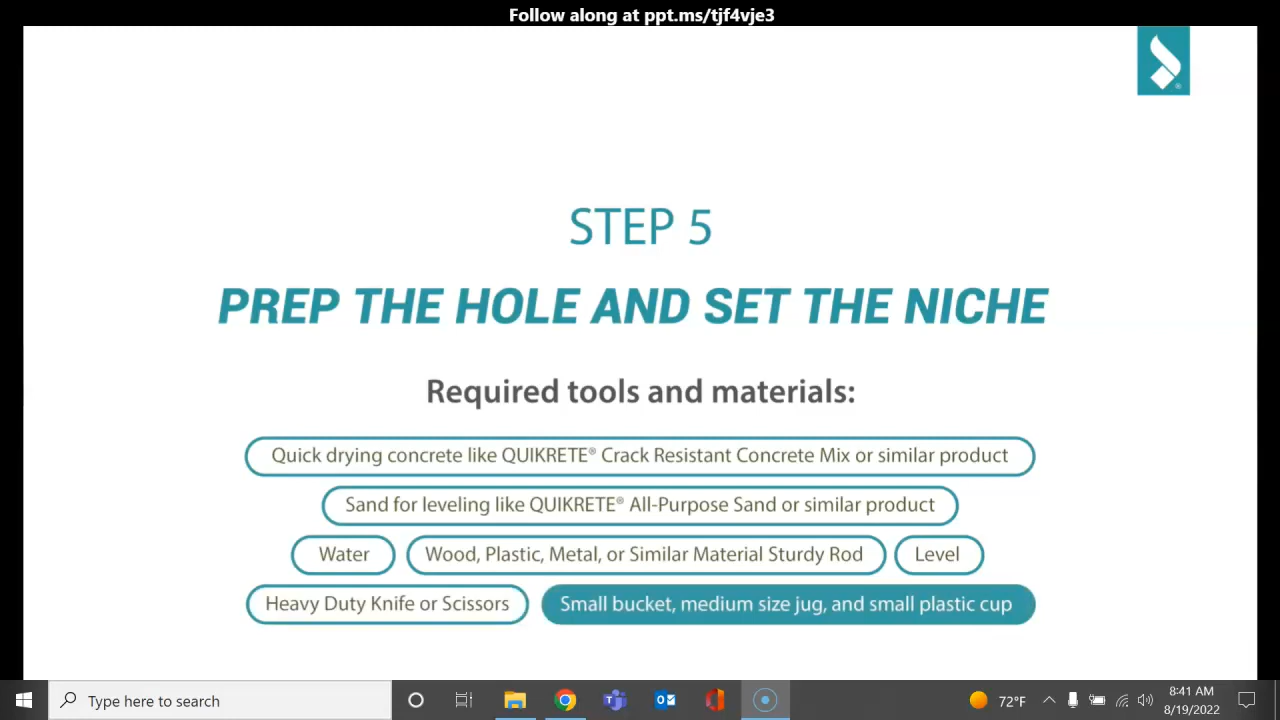 Follow along at ppt.ms/tjf4vje3
STEP 5
PREP THE HOLE AND SET THE NICHE
Required tools and materials:
Quick drying concrete like QUIKRETE® Crack Resistant Concrete Mix or similar product
Sand for leveling like QUIKRETE® All-Purpose Sand or similar product
Water Wood, Plastic, Metal, or Similar Material Sturdy Rod Level
Heavy Duty Knife or Scissors Small bucket, medium size jug, and small plastic cup
Type here to search 72°F 8:41 AM
8/19/2022